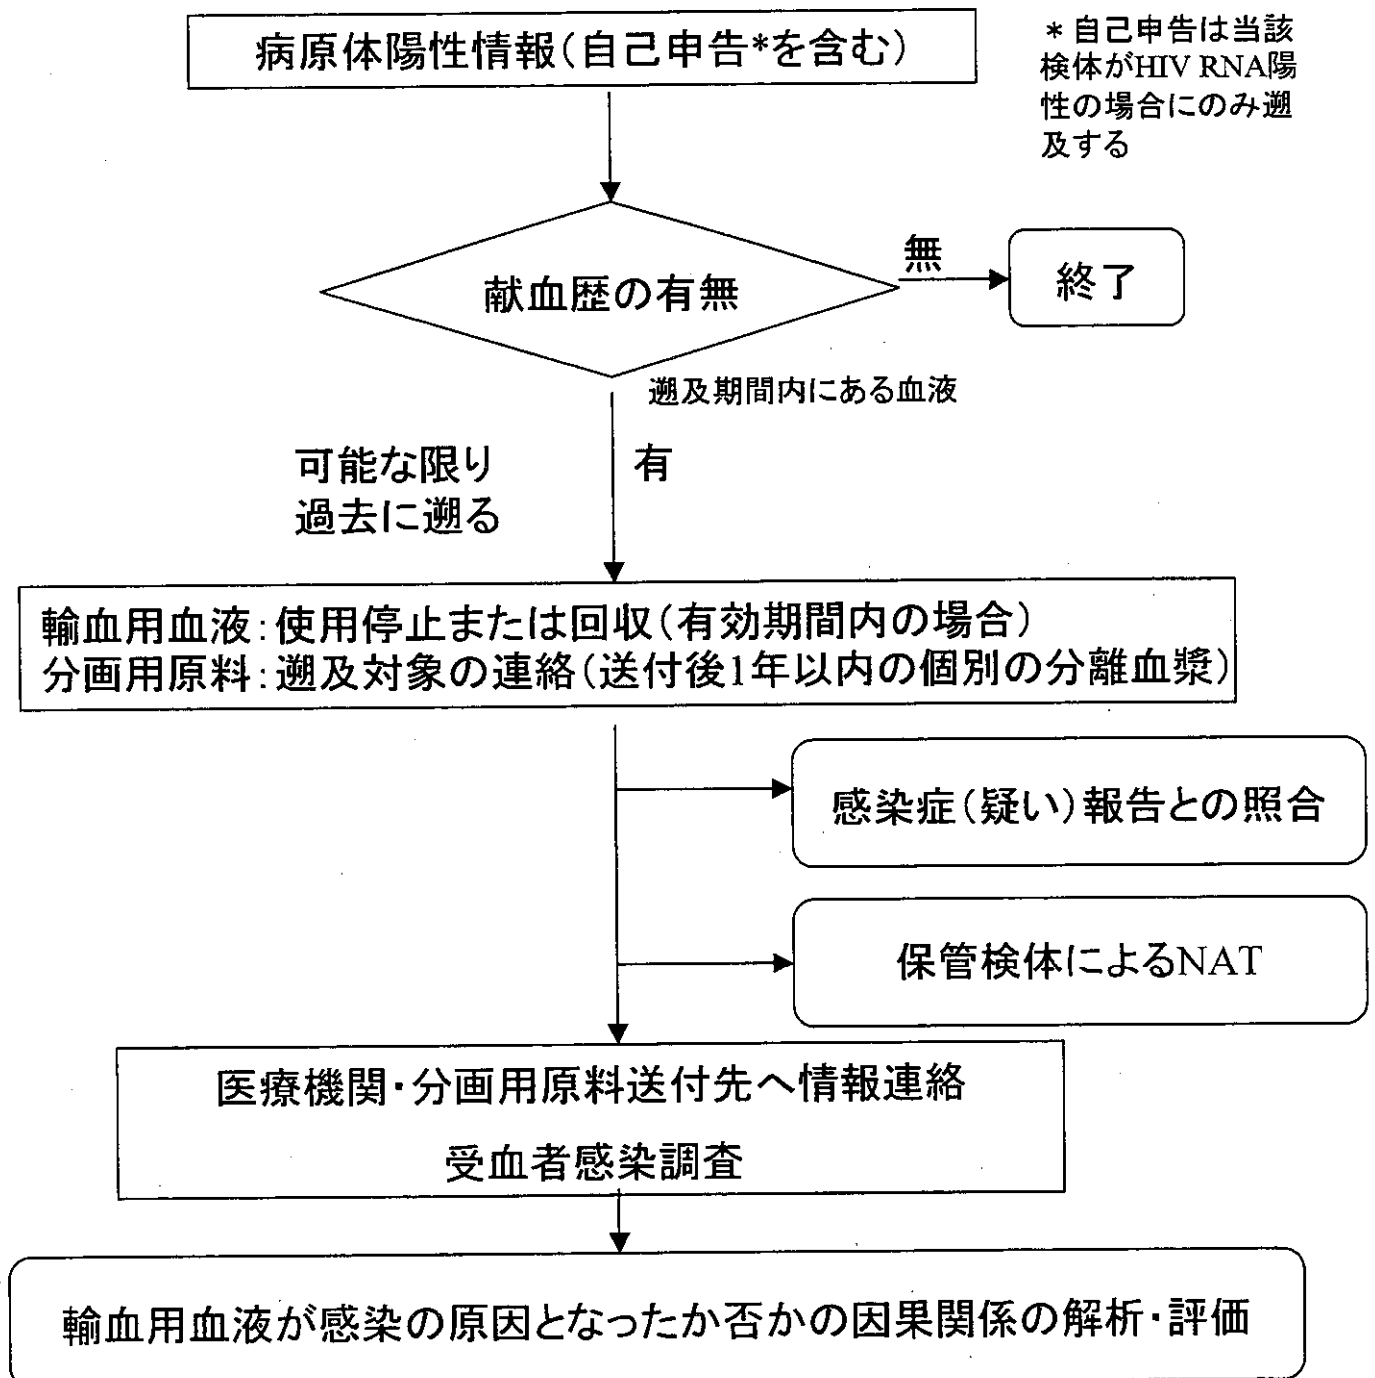 病原体陽性情報(自己申告*を含む)
* 自己申告は当該
検体がHIV RNA陽
性の場合にのみ遡
及する
献血歴の有無
無
終了
遡及期間内にある血液
可能な限り
過去に遡る
有
輸血用血液:使用停止または回収(有効期間内の場合)
分画用原料:遡及対象の連絡(送付後1年以内の個別の分離血漿)
感染症(疑い)報告との照合
保管検体によるNAT
医療機関・分画用原料送付先へ情報連絡
受血者感染調査
輸血用血液が感染の原因となったか否かの因果関係の解析・評価